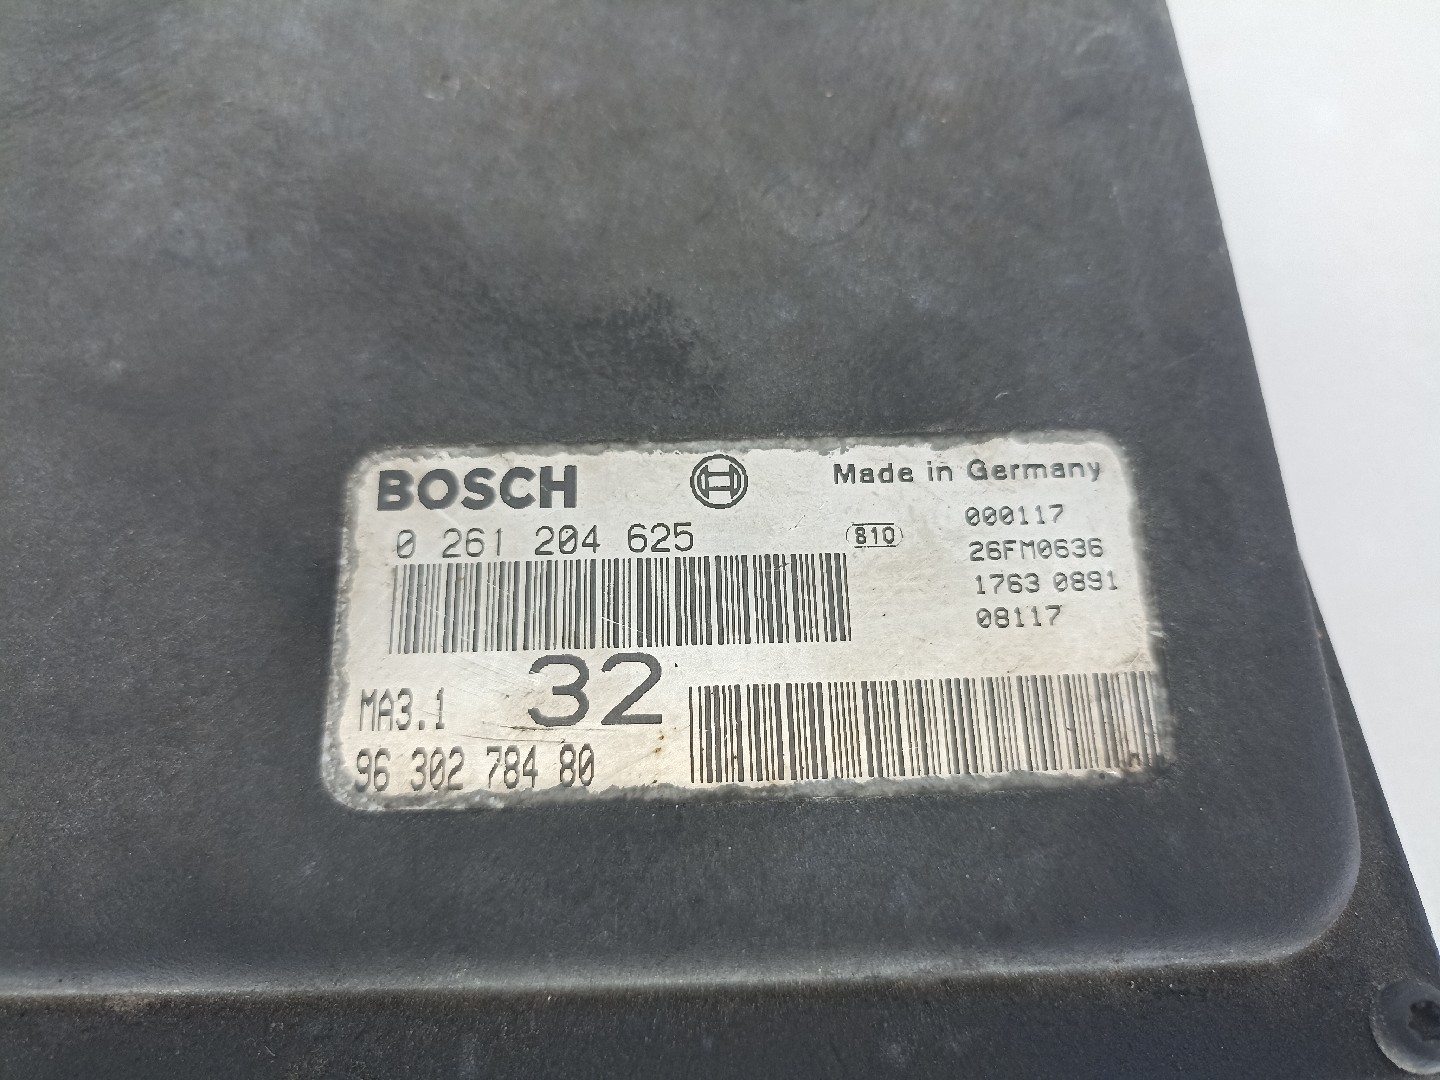 BOSCH
Made in Germany
0 261 204 625
810
000117
26FM0636
1763 0891
08117
32
MA3.1
96 302 784 80